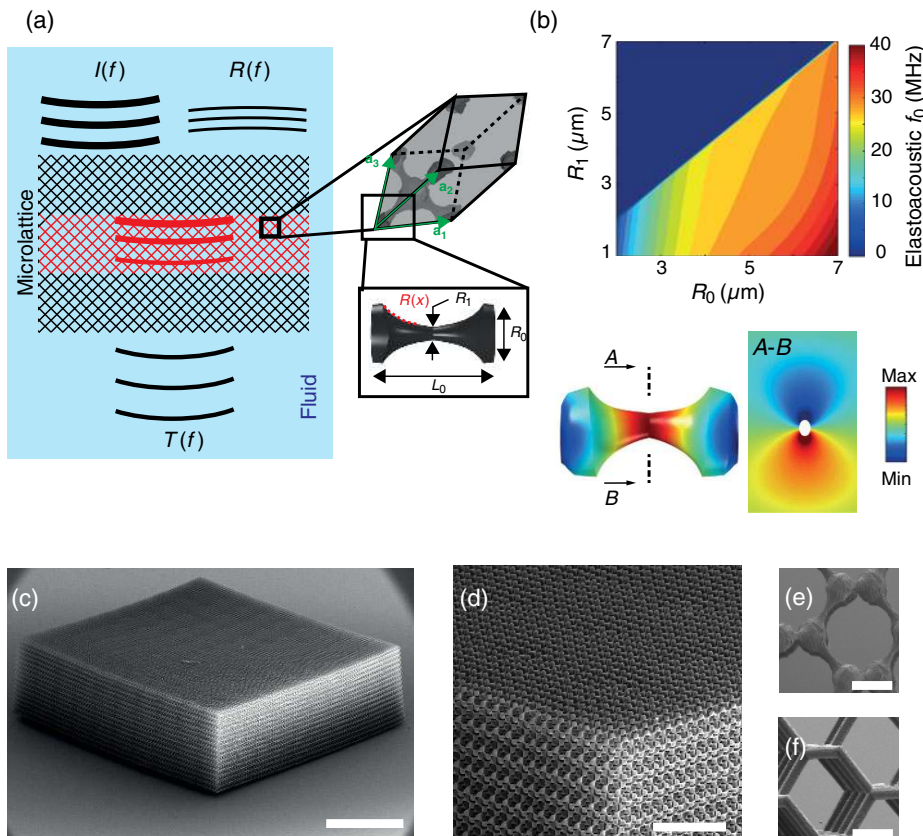 (a)
I(f)
R(f)
Microlattice
a₃
a₂
a₁
R(x)
R₁
R₀
L₀
T(f)
Fluid
(b)
7
5
3
1
R₁ (µm)
3
5
7
R₀ (µm)
40
30
20
10
0
Elastoacoustic f₀ (MHz)
A
B
A-B
Max
Min
(c)
(d)
(e)
(f)